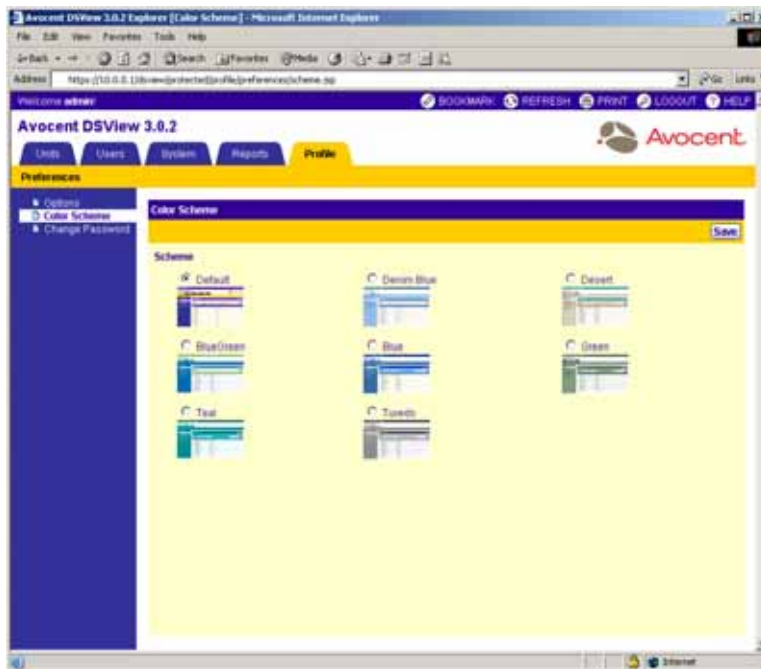 Avocent DSView 3.0.2 Explorer [Color Scheme] - Microsoft Internet Explorer
File Edit View Favorites Tools Help
Back Search Favorites Media
Address Go Links
Welcome admin BOOKMARK REFRESH PRINT LOGOUT HELP
Avocent DSView 3.0.2
Avocent
Units Users System Reports Profile
Preferences
Options
Color Scheme
Change Password
Color Scheme
Save
Scheme
Default Denim Blue Desert
BlueGreen Blue Green
Teal Tuxedo
Internet